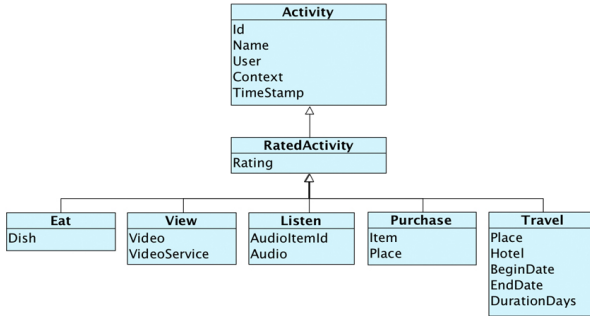 Activity
Id
Name
User
Context
TimeStamp
RatedActivity
Rating
Eat
Dish
View
Video
VideoService
Listen
AudioItemId
Audio
Purchase
Item
Place
Travel
Place
Hotel
BeginDate
EndDate
DurationDays